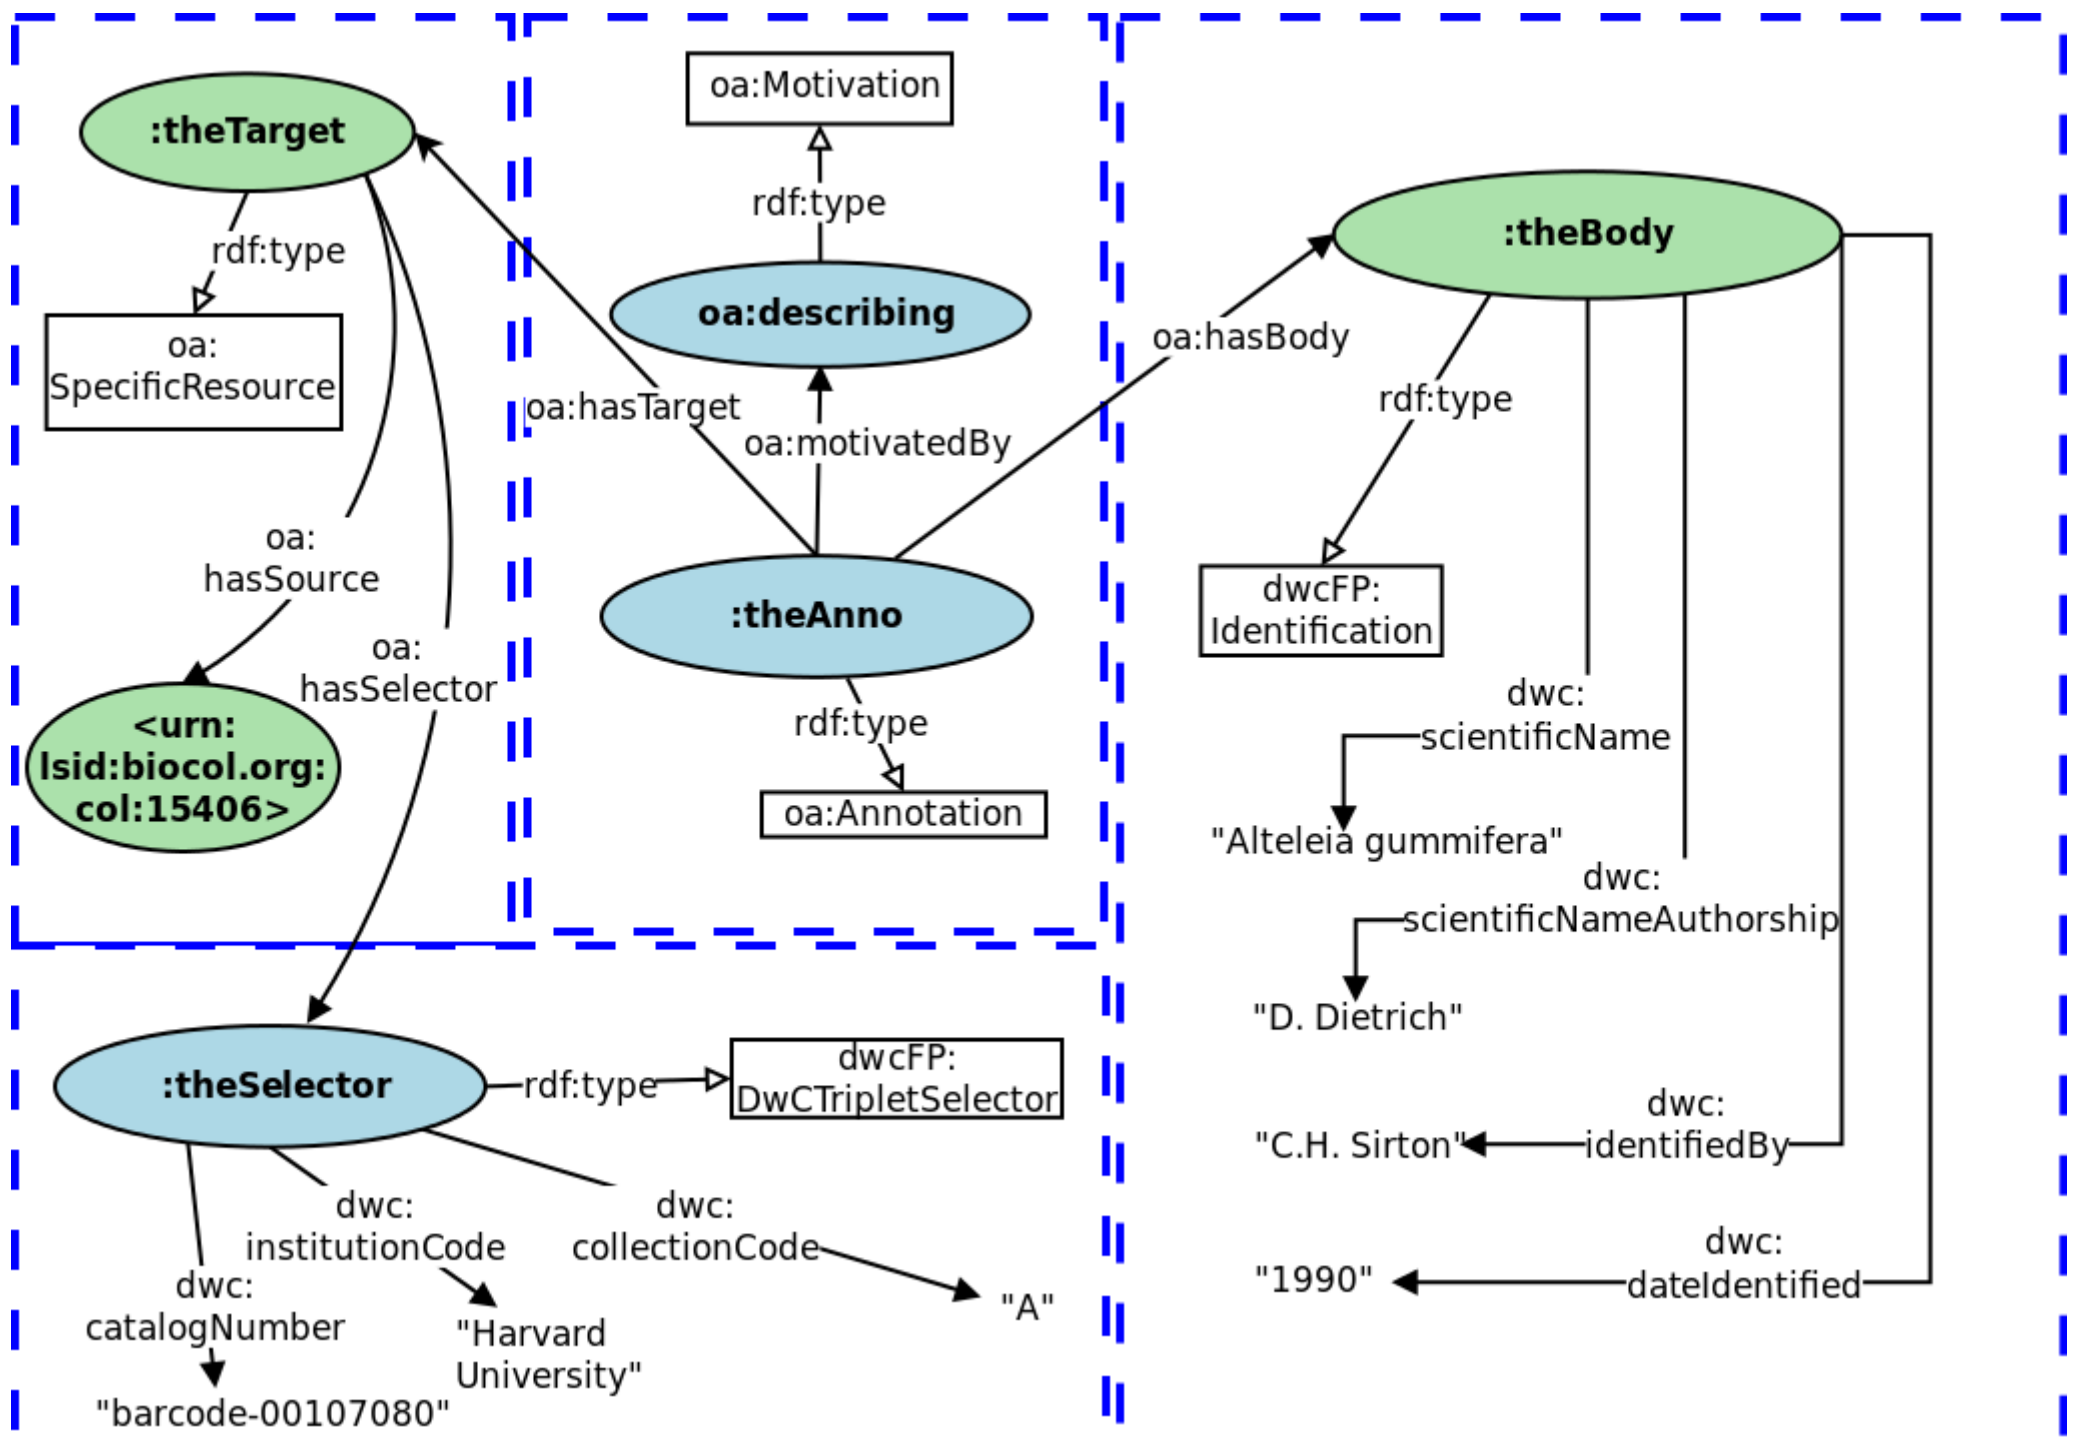 :theTarget
rdf:type
oa:
SpecificResource
oa:
hasSource
<urn:
lsid:biocol.org:
col:15406>
oa:
hasSelector
oa:Motivation
rdf:type
oa:describing
oa:hasTarget
oa:motivatedBy
:theAnno
rdf:type
oa:Annotation
oa:hasBody
:theBody
rdf:type
dwcFP:
Identification
dwc:
scientificName
"Alteleia gummifera"
dwc:
scientificNameAuthorship
"D. Dietrich"
dwc:
identifiedBy
"C.H. Sirton"
dwc:
dateIdentified
"1990"
:theSelector
rdf:type
dwcFP:
DwCTripletSelector
dwc:
institutionCode
"Harvard
University"
dwc:
collectionCode
"A"
dwc:
catalogNumber
"barcode-00107080"